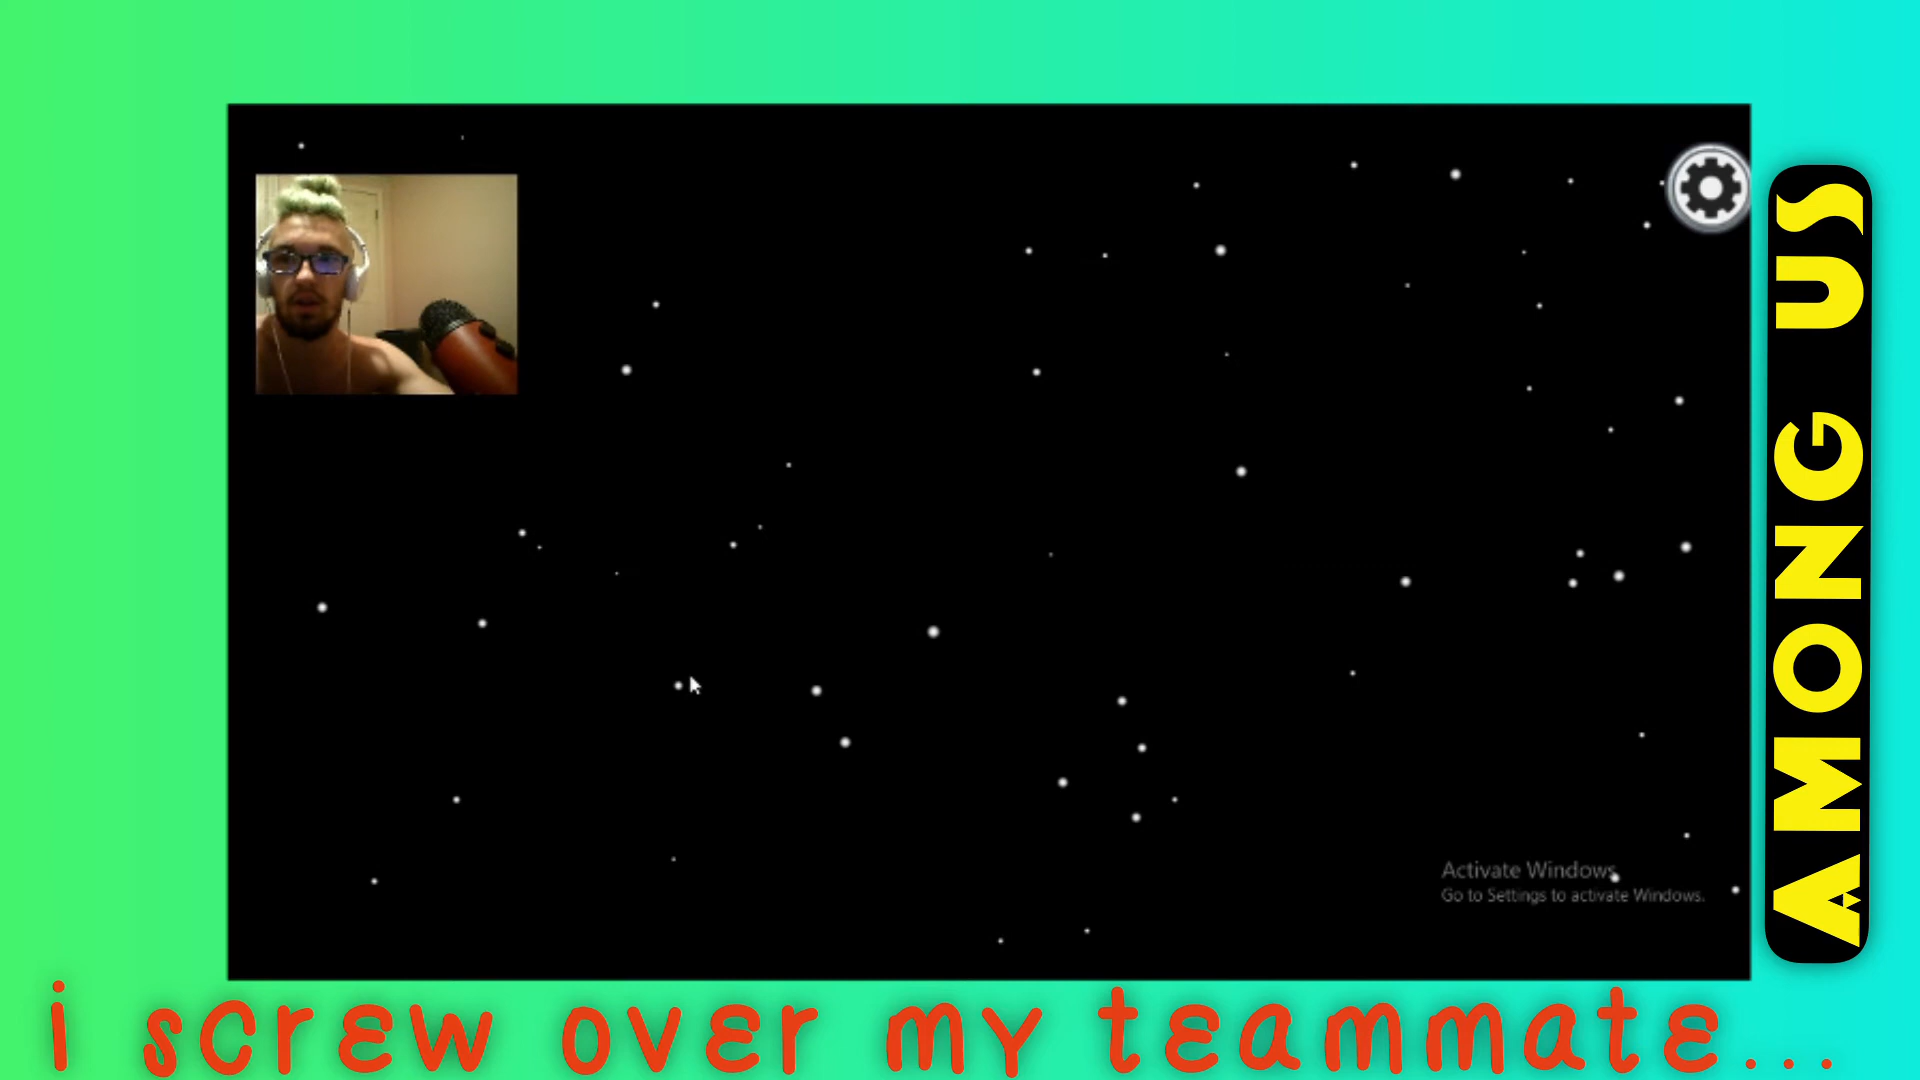 AMONG US
Activate Windows
Go to Settings to activate Windows.
i screw over my teammate...